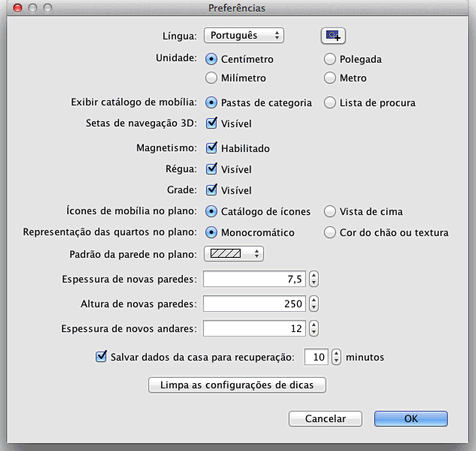 Preferências
Língua: Português
Unidade: Centímetro Polegada
Milímetro Metro
Exibir catálogo de mobília: Pastas de categoria Lista de procura
Setas de navegação 3D: Visível
Magnetismo: Habilitado
Régua: Visível
Grade: Visível
Ícones de mobília no plano: Catálogo de ícones Vista de cima
Representação das quartos no plano: Monocromático Cor do chão ou textura
Padrão da parede no plano:
Espessura de novas paredes: 7,5
Altura de novas paredes: 250
Espessura de novos andares: 12
Salvar dados da casa para recuperação: 10 minutos
Limpa as configurações de dicas
Cancelar OK